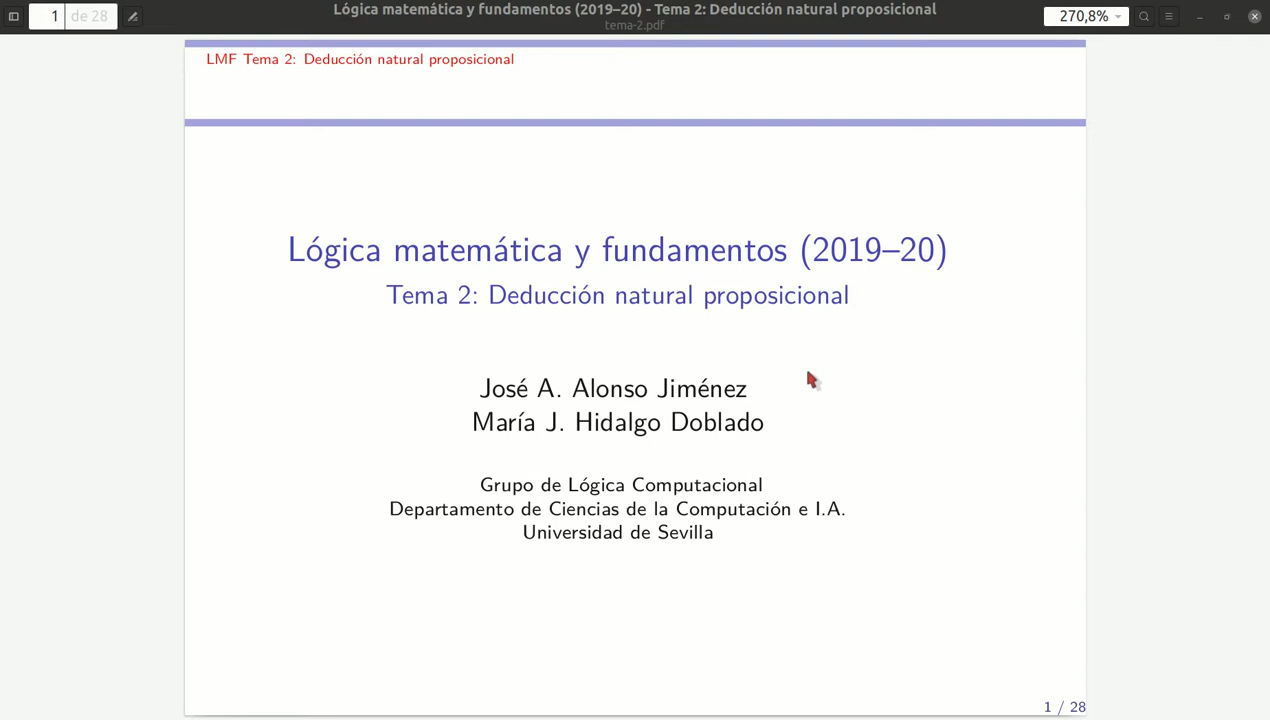 1 de 28
Lógica matemática y fundamentos (2019–20) - Tema 2: Deducción natural proposicional
tema-2.pdf
270,8%
LMF Tema 2: Deducción natural proposicional
Lógica matemática y fundamentos (2019–20)
Tema 2: Deducción natural proposicional
José A. Alonso Jiménez
María J. Hidalgo Doblado
Grupo de Lógica Computacional
Departamento de Ciencias de la Computación e I.A.
Universidad de Sevilla
1 / 28